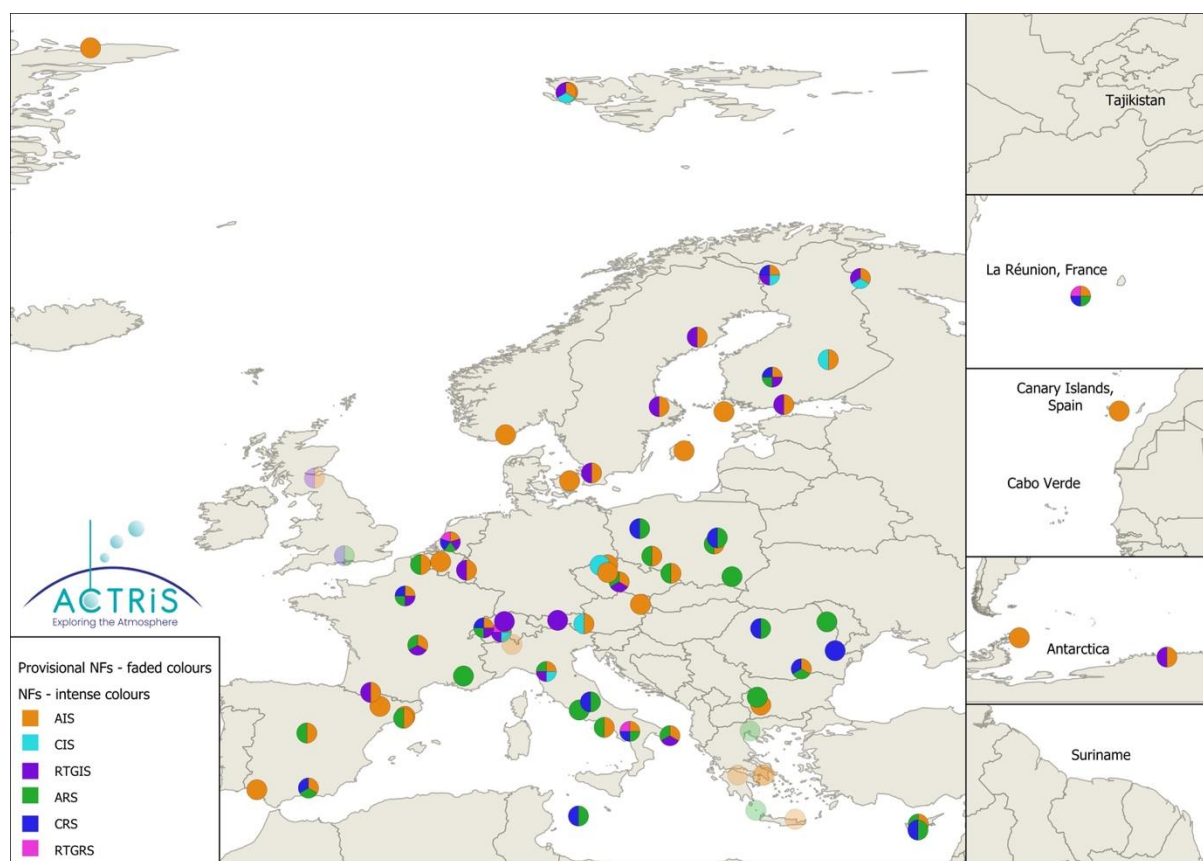 Tajikistan
La Réunion, France
Canary Islands,
Spain
Cabo Verde
Antarctica
Suriname
ACTRiS
Exploring the Atmosphere
Provisional NFs - faded colours
NFs - intense colours
AIS
CIS
RTGIS
ARS
CRS
RTGRS